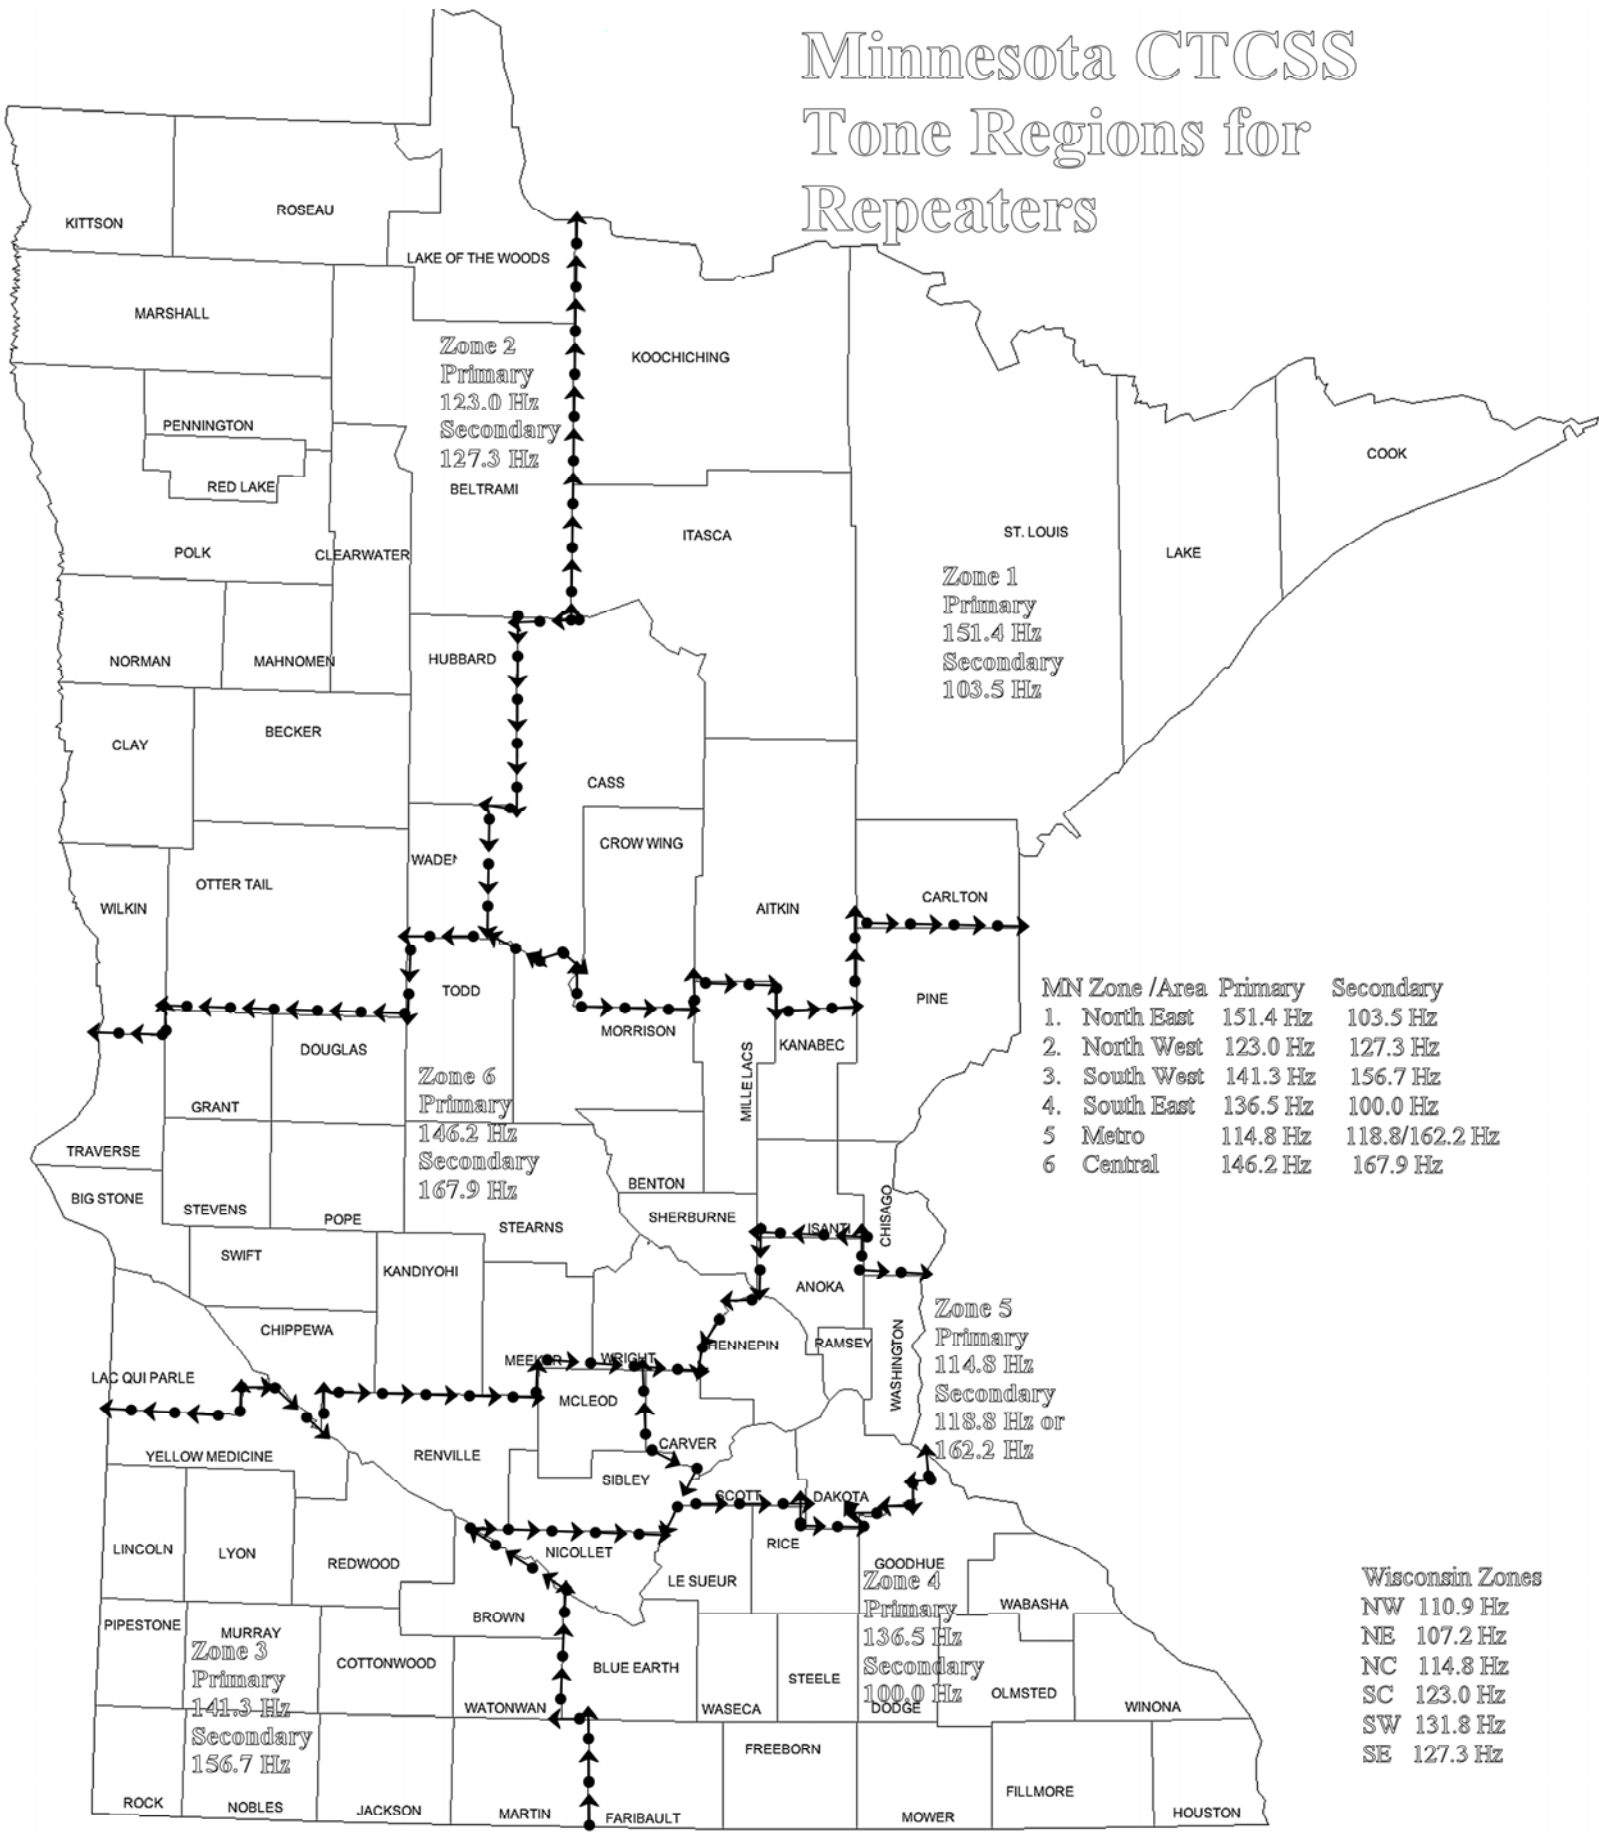 Minnesota CTCSS
Tone Regions for
Repeaters
KITTSON
ROSEAU
LAKE OF THE WOODS
MARSHALL
Zone 2
Primary
123.0 Hz
Secondary
127.3 Hz
KOOCHICHING
PENNINGTON
RED LAKE
BELTRAMI
COOK
ITASCA
ST. LOUIS
LAKE
POLK
CLEARWATER
Zone 1
Primary
151.4 Hz
Secondary
103.5 Hz
NORMAN
MAHNOMEN
HUBBARD
CLAY
BECKER
CASS
CROW WING
WADEN
OTTER TAIL
WILKIN
AITKIN
CARLTON
TODD
PINE
MORRISON
KANABEC
DOUGLAS
MILLE LACS
MN Zone /Area Primary Secondary
1. North East 151.4 Hz 103.5 Hz
2. North West 123.0 Hz 127.3 Hz
3. South West 141.3 Hz 156.7 Hz
4. South East 136.5 Hz 100.0 Hz
5 Metro 114.8 Hz 118.8/162.2 Hz
6 Central 146.2 Hz 167.9 Hz
Zone 6
Primary
146.2 Hz
Secondary
167.9 Hz
GRANT
TRAVERSE
BIG STONE
STEVENS
POPE
STEARNS
BENTON
SHERBURNE
ISANTI
CHISAGO
SWIFT
KANDIYOHI
ANOKA
Zone 5
Primary
114.8 Hz
Secondary
118.8 Hz or
162.2 Hz
CHIPPEWA
MEEKER
WRIGHT
HENNEPIN
RAMSEY
WASHINGTON
LAC QUI PARLE
MCLEOD
CARVER
YELLOW MEDICINE
RENVILLE
SIBLEY
SCOTT
DAKOTA
LINCOLN
LYON
REDWOOD
NICOLLET
RICE
LE SUEUR
GOODHUE
Zone 4
Primary
136.5 Hz
Secondary
100.0 Hz
WABASHA
BROWN
PIPESTONE
MURRAY
Zone 3
Primary
141.3 Hz
Secondary
156.7 Hz
COTTONWOOD
WATONWAN
BLUE EARTH
WASECA
STEELE
DODGE
OLMSTED
WINONA
Wisconsin Zones
NW 110.9 Hz
NE 107.2 Hz
NC 114.8 Hz
SC 123.0 Hz
SW 131.8 Hz
SE 127.3 Hz
ROCK
NOBLES
JACKSON
MARTIN
FARIBAULT
FREEBORN
MOWER
FILLMORE
HOUSTON